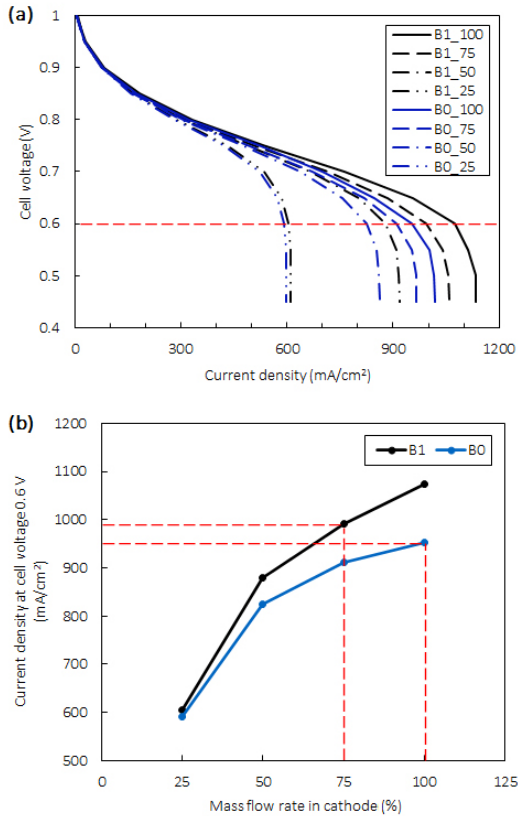 (a)
1
0.9
0.8
0.7
0.6
0.5
0.4
Cell voltage(V)
B1_100
B1_75
B1_50
B1_25
B0_100
B0_75
B0_50
B0_25
0
300
600
900
1200
Current density (mA/cm²)
(b)
1200
1100
1000
900
800
700
600
500
Current density at cell voltage 0.6 V
(mA/cm²)
B1
B0
0
25
50
75
100
125
Mass flow rate in cathode (%)